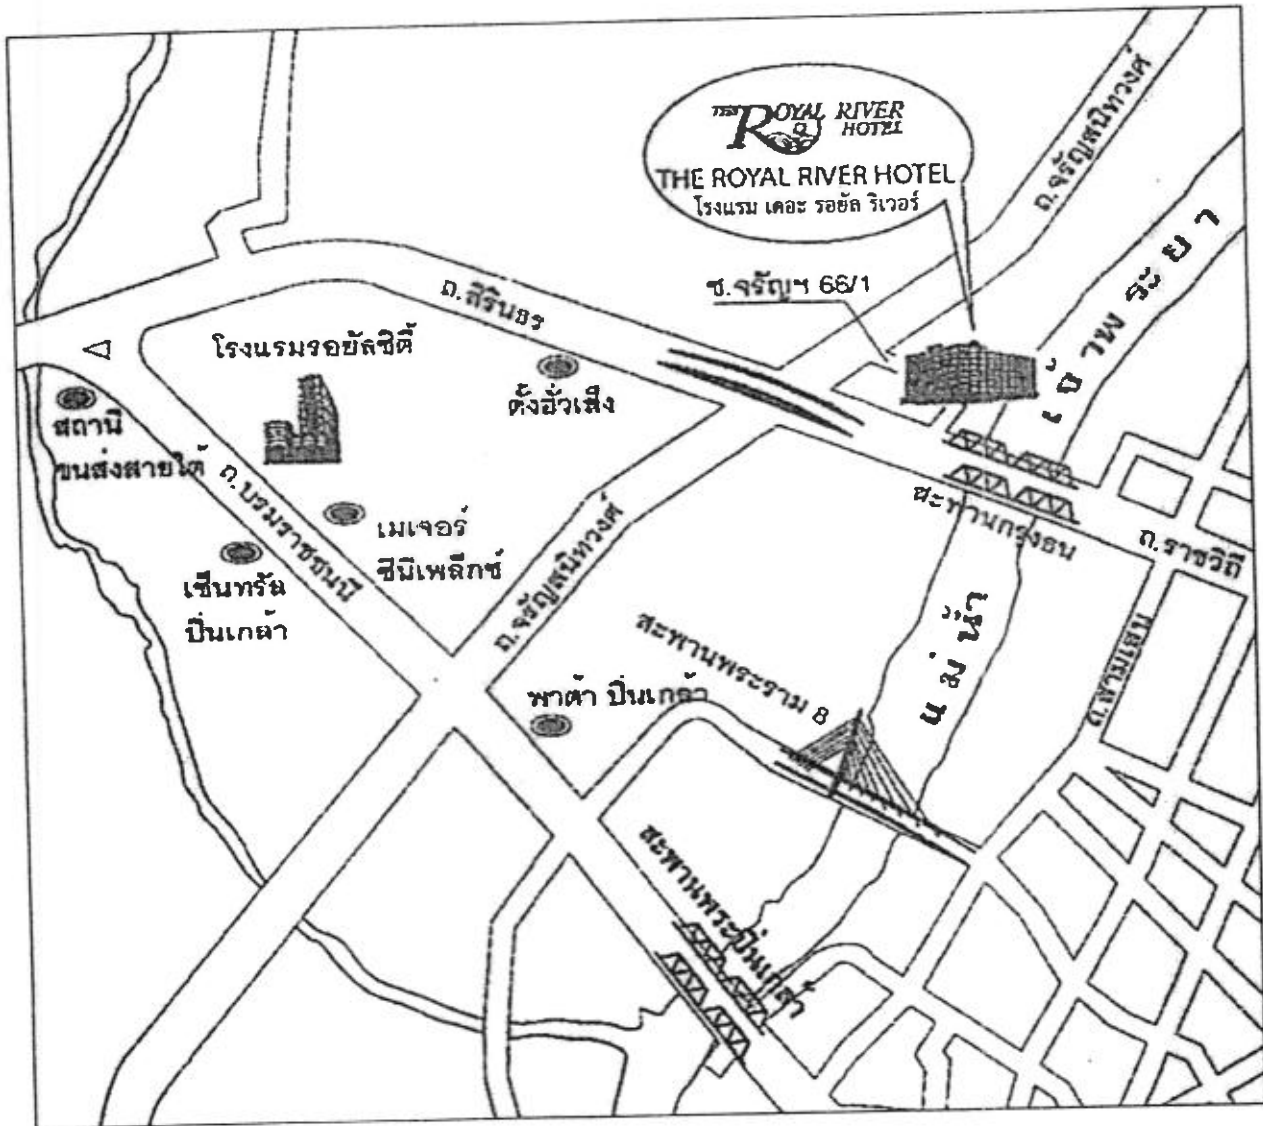 THE ROYAL RIVER
HOTEL
THE ROYAL RIVER HOTEL
โรงแรม เดอะ รอยัล ริเวอร์
ถ.จรัญสนิทวงศ์
ซ.จรัญฯ 66/1
แม่น้ำ
เจ้าพระยา
ถ.สิรินธร
โรงแรมรอยัลซิตี้
ตั้งฮั่วเส็ง
สถานี
ขนส่งสายใต้
ถ.บรมราชชนนี
เมเจอร์
ซีนีเพล็กซ์
เซ็นทรัล
ปิ่นเกล้า
ถ.จรัญสนิทวงศ์
สะพานกรุงธน
ถ.ราชวิถี
ถ.สามเสน
สะพานพระราม 8
พาต้า ปิ่นเกล้า
สะพานพระปิ่นเกล้า